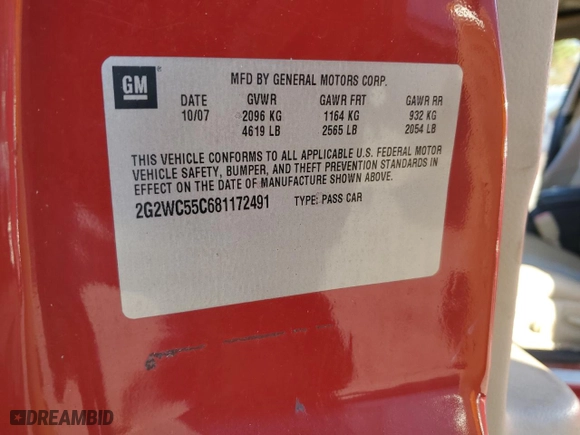 GM
MFD BY GENERAL MOTORS CORP.
DATE GVWR GAWR FRT GAWR RR
10/07 2096 KG 1164 KG 932 KG
4619 LB 2565 LB 2054 LB
THIS VEHICLE CONFORMS TO ALL APPLICABLE U.S. FEDERAL MOTOR
VEHICLE SAFETY, BUMPER, AND THEFT PREVENTION STANDARDS IN
EFFECT ON THE DATE OF MANUFACTURE SHOWN ABOVE.
2G2WC55C681172491 TYPE: PASS CAR
DREAMBID